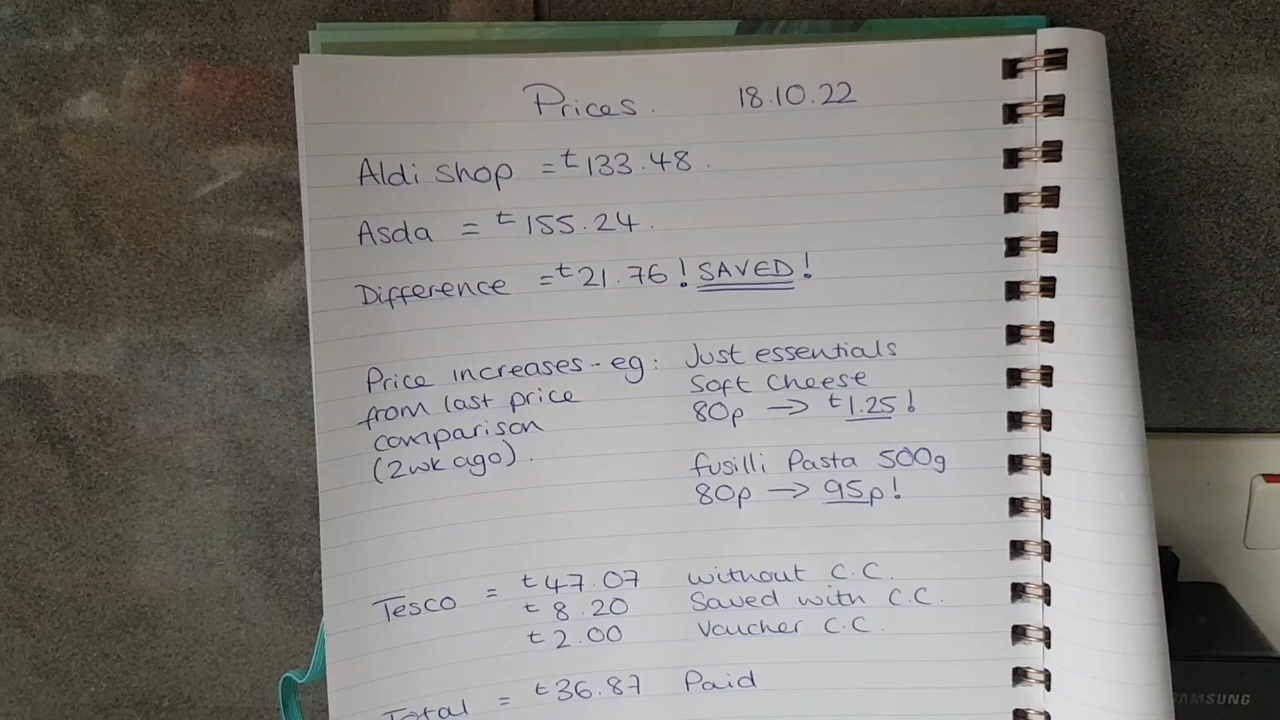 Prices. 18.10.22
Aldi shop = £133.48.
Asda = £155.24.
Difference = £21.76! SAVED!
Price increases - eg: Just essentials
from last price Soft Cheese
comparison 80p → £1.25!
(2wk ago).
fusilli Pasta 500g
80p → 95p!
Tesco = £47.07 without C.C.
£8.20 Saved with C.C.
£2.00 Voucher C.C.
Total = £36.87 Paid
SAMSUNG